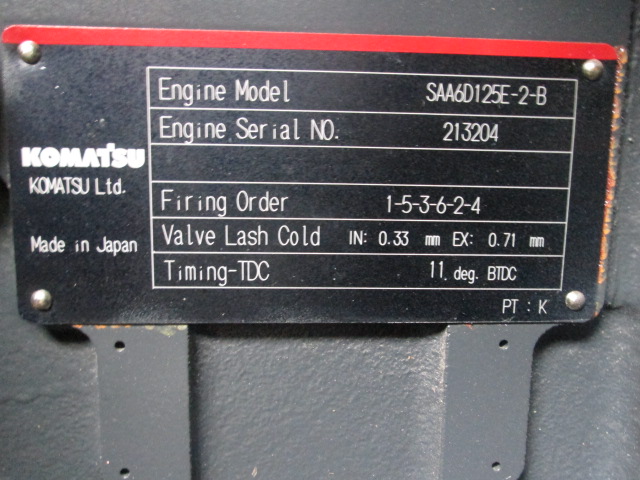 Engine Model SAA6D125E-2-B
Engine Serial NO. 213204
KOMATSU
KOMATSU Ltd.
Firing Order 1-5-3-6-2-4
Made in Japan
Valve Lash Cold IN: 0.33 mm EX: 0.71 mm
Timing-TDC 11. deg. BTDC
PT : K